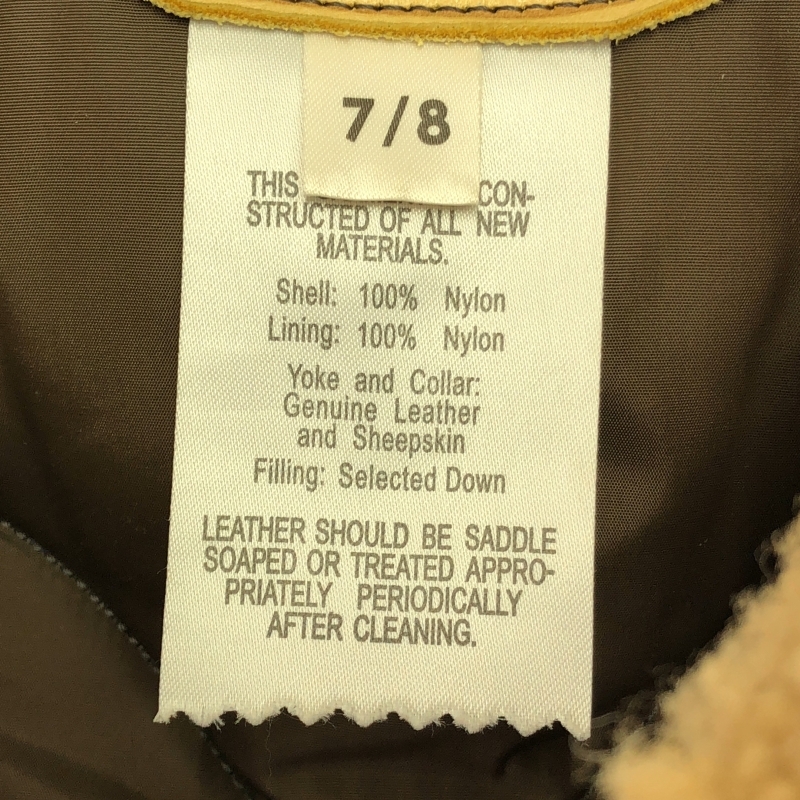 7/8
THIS CON-
STRUCTED OF ALL NEW
MATERIALS.
Shell: 100% Nylon
Lining: 100% Nylon
Yoke and Collar:
Genuine Leather
and Sheepskin
Filling: Selected Down
LEATHER SHOULD BE SADDLE
SOAPED OR TREATED APPRO-
PRIATELY PERIODICALLY
AFTER CLEANING.